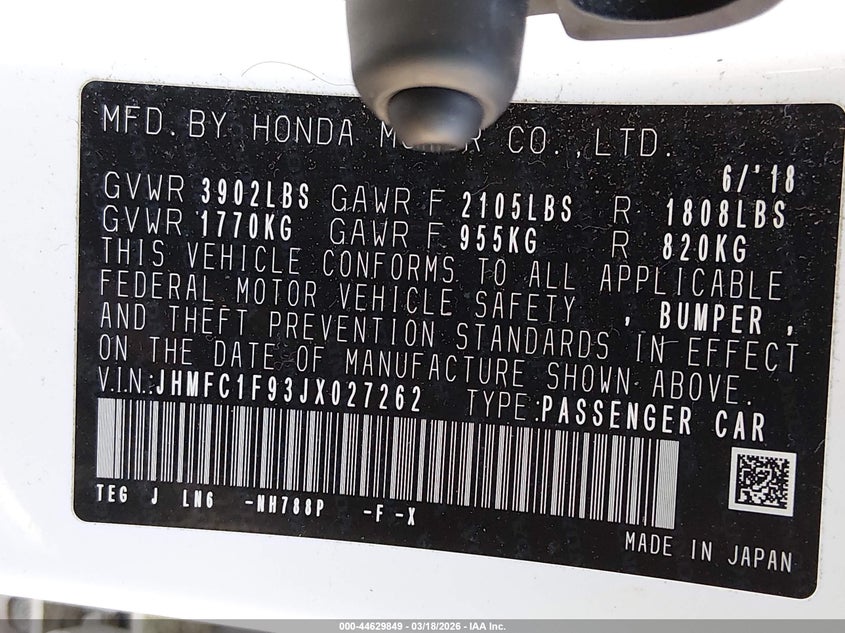 MFD. BY HONDA MOTOR CO., LTD.
6/'18
GVWR 3902LBS GAWR F 2105LBS R 1808LBS
GVWR 1770KG GAWR F 955KG R 820KG
THIS VEHICLE CONFORMS TO ALL APPLICABLE
FEDERAL MOTOR VEHICLE SAFETY , BUMPER ,
AND THEFT PREVENTION STANDARDS IN EFFECT
ON THE DATE OF MANUFACTURE SHOWN ABOVE.
V.I.N.:JHMFC1F93JX027262 TYPE:PASSENGER CAR
TEG J LN6 -NH788P -F -X
MADE IN JAPAN
000-44629849 | 03/18/2026 - IAA Inc.